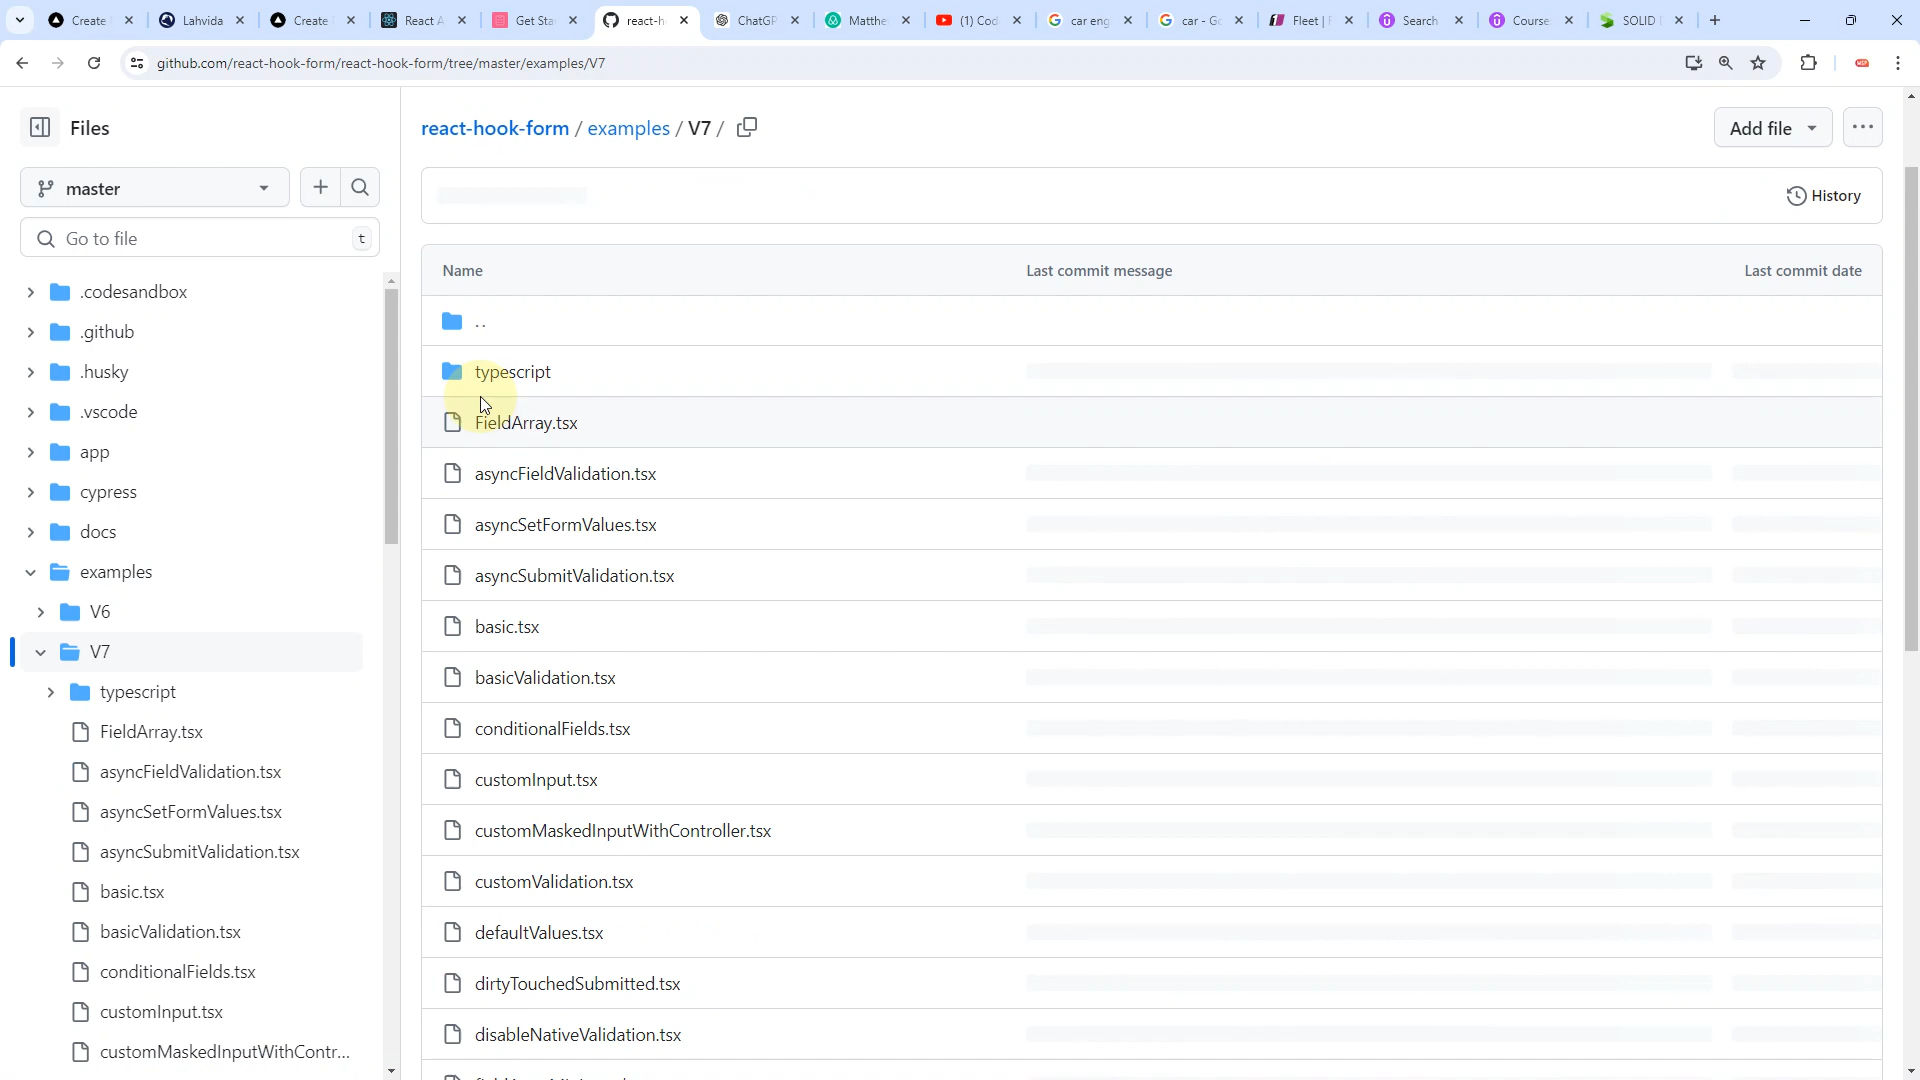 Create
Lahvida
Create
React A
Get Sta
react-h
ChatGP
Matthe
(1) Cod
car eng
car - Go
Fleet | F
Search
Course
SOLID
github.com/react-hook-form/react-hook-form/tree/master/examples/V7
Files
react-hook-form / examples / V7 /
Add file
master
Go to file
t
History
Name
Last commit message
Last commit date
..
typescript
FieldArray.tsx
asyncFieldValidation.tsx
asyncSetFormValues.tsx
asyncSubmitValidation.tsx
basic.tsx
basicValidation.tsx
conditionalFields.tsx
customInput.tsx
customMaskedInputWithController.tsx
customValidation.tsx
defaultValues.tsx
dirtyTouchedSubmitted.tsx
disableNativeValidation.tsx
.codesandbox
.github
.husky
.vscode
app
cypress
docs
examples
V6
V7
typescript
FieldArray.tsx
asyncFieldValidation.tsx
asyncSetFormValues.tsx
asyncSubmitValidation.tsx
basic.tsx
basicValidation.tsx
conditionalFields.tsx
customInput.tsx
customMaskedInputWithContr...